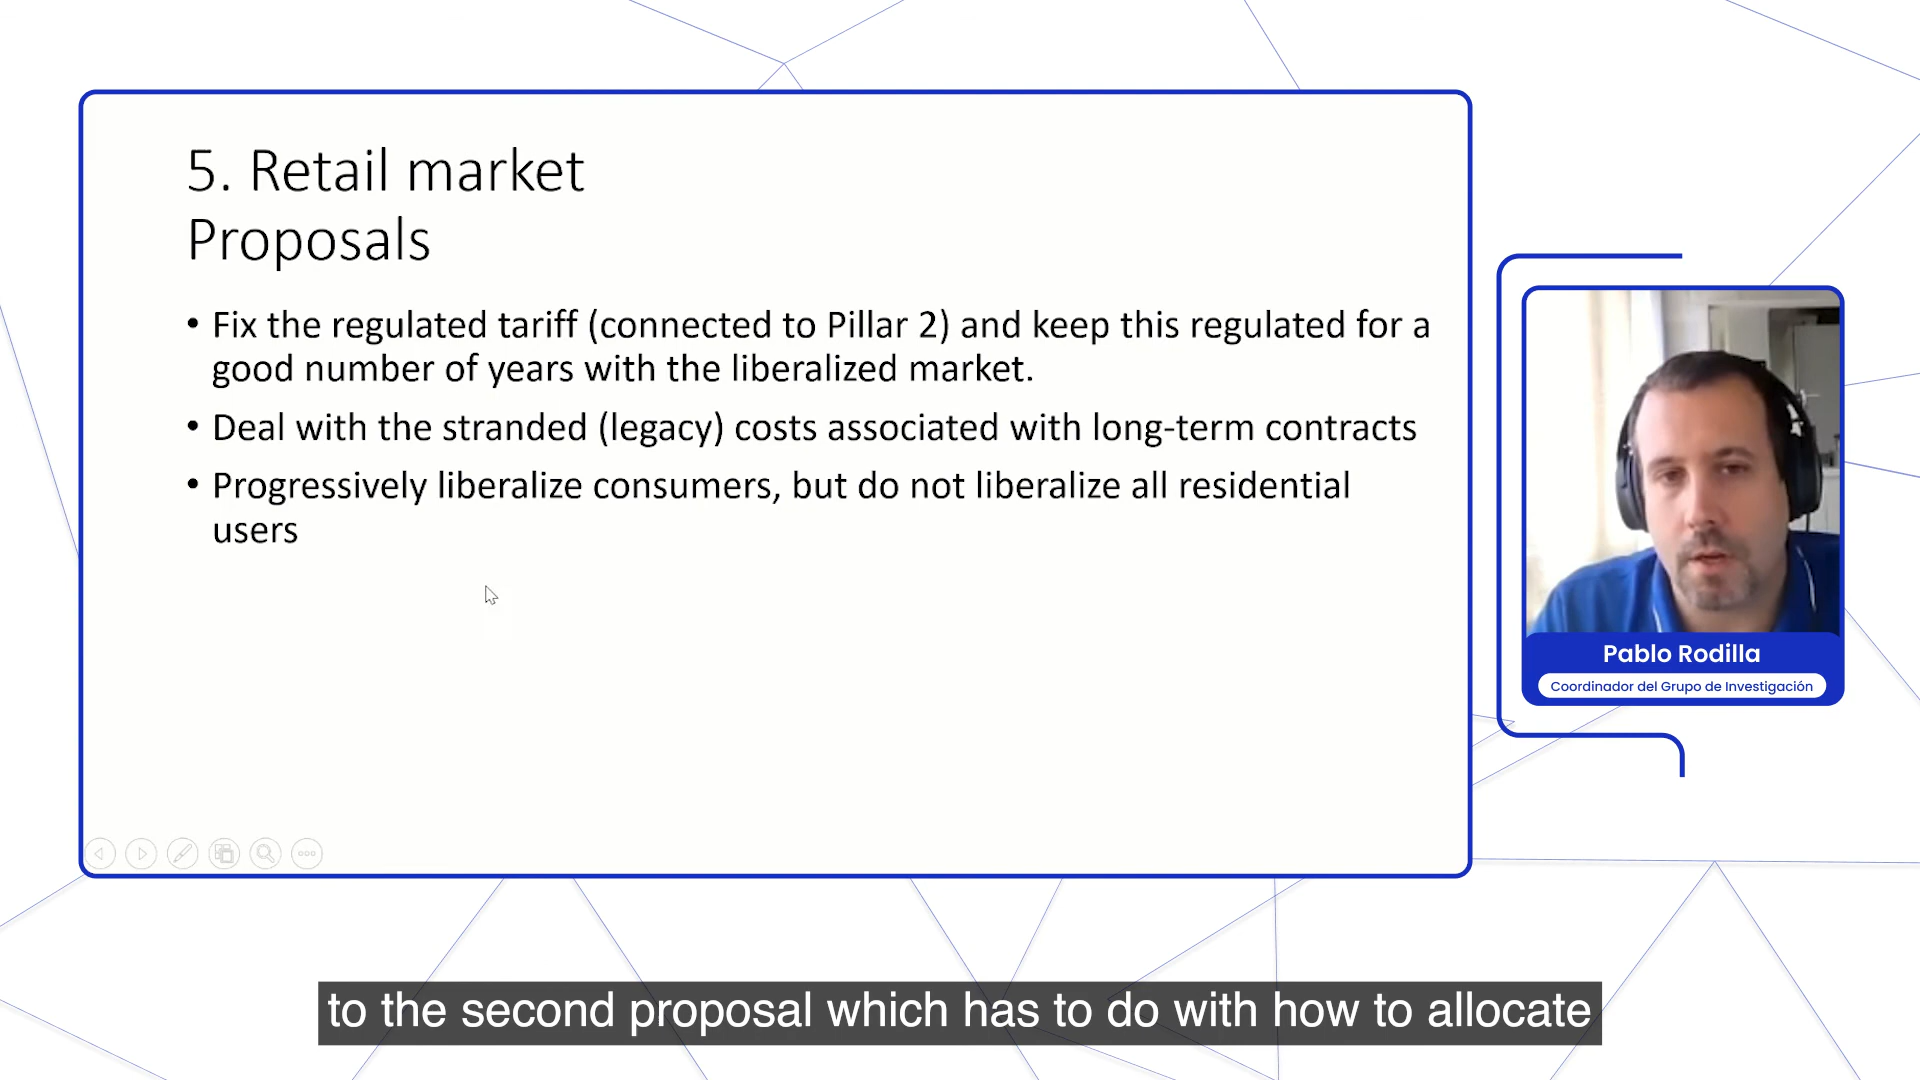 5. Retail market
Proposals
• Fix the regulated tariff (connected to Pillar 2) and keep this regulated for a
good number of years with the liberalized market.
• Deal with the stranded (legacy) costs associated with long-term contracts
• Progressively liberalize consumers, but do not liberalize all residential
users
Pablo Rodilla
Coordinador del Grupo de Investigación
to the second proposal which has to do with how to allocate